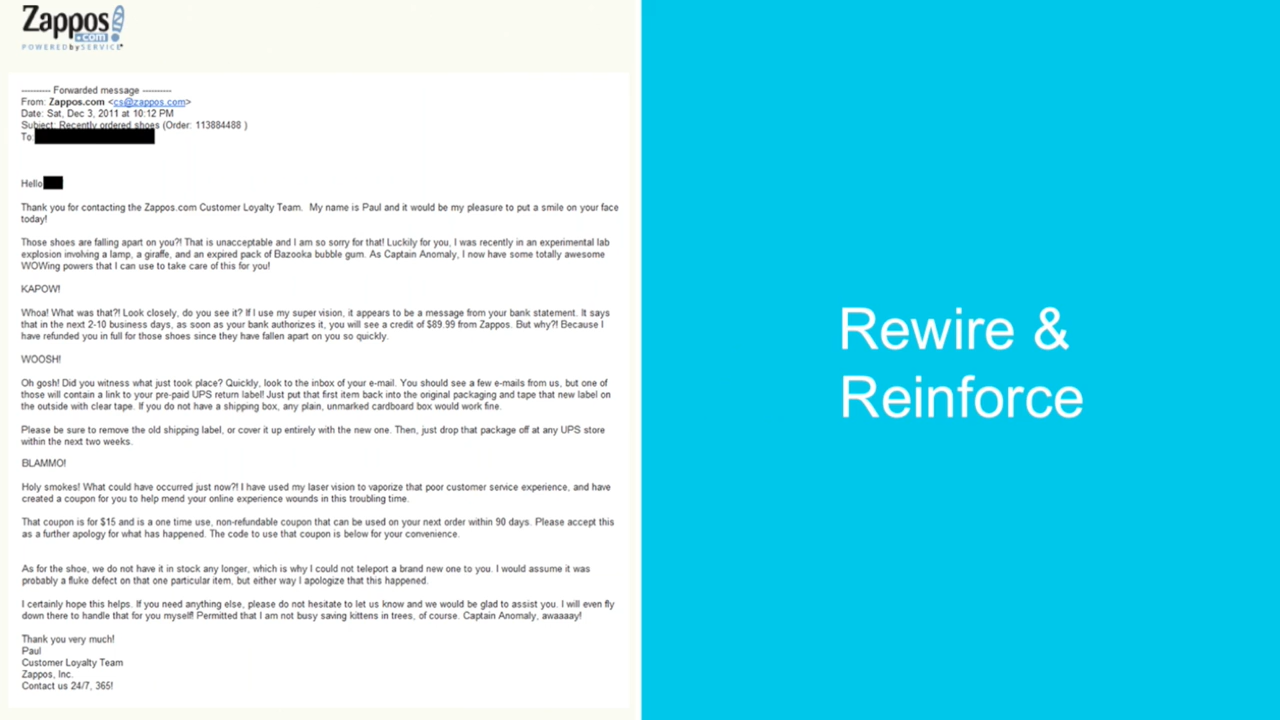 Zappos
.com
POWEREDbySERVICE
---------- Forwarded message ----------
From: Zappos.com <cs@zappos.com>
Date: Sat, Dec 3, 2011 at 10:12 PM
Subject: Recently ordered shoes (Order: 113884488 )
To:
Hello
Thank you for contacting the Zappos.com Customer Loyalty Team. My name is Paul and it would be my pleasure to put a smile on your face
today!
Those shoes are falling apart on you?! That is unacceptable and I am so sorry for that! Luckily for you, I was recently in an experimental lab
explosion involving a lamp, a giraffe, and an expired pack of Bazooka bubble gum. As Captain Anomaly, I now have some totally awesome
WOWing powers that I can use to take care of this for you!
KAPOW!
Whoa! What was that?! Look closely, do you see it? If I use my super vision, it appears to be a message from your bank statement. It says
that in the next 2-10 business days, as soon as your bank authorizes it, you will see a credit of $89.99 from Zappos. But why?! Because I
have refunded you in full for those shoes since they have fallen apart on you so quickly.
WOOSH!
Oh gosh! Did you witness what just took place? Quickly, look to the inbox of your e-mail. You should see a few e-mails from us, but one of
those will contain a link to your pre-paid UPS return label! Just put that first item back into the original packaging and tape that new label on
the outside with clear tape. If you do not have a shipping box, any plain, unmarked cardboard box would work fine.
Please be sure to remove the old shipping label, or cover it up entirely with the new one. Then, just drop that package off at any UPS store
within the next two weeks.
BLAMMO!
Holy smokes! What could have occurred just now?! I have used my laser vision to vaporize that poor customer service experience, and have
created a coupon for you to help mend your online experience wounds in this troubling time.
That coupon is for $15 and is a one time use, non-refundable coupon that can be used on your next order within 90 days. Please accept this
as a further apology for what has happened. The code to use that coupon is below for your convenience.
As for the shoe, we do not have it in stock any longer, which is why I could not teleport a brand new one to you. I would assume it was
probably a fluke defect on that one particular item, but either way I apologize that this happened.
I certainly hope this helps. If you need anything else, please do not hesitate to let us know and we would be glad to assist you. I will even fly
down there to handle that for you myself! Permitted that I am not busy saving kittens in trees, of course. Captain Anomaly, awaaaay!
Thank you very much!
Paul
Customer Loyalty Team
Zappos, Inc.
Contact us 24/7, 365!
Rewire &
Reinforce